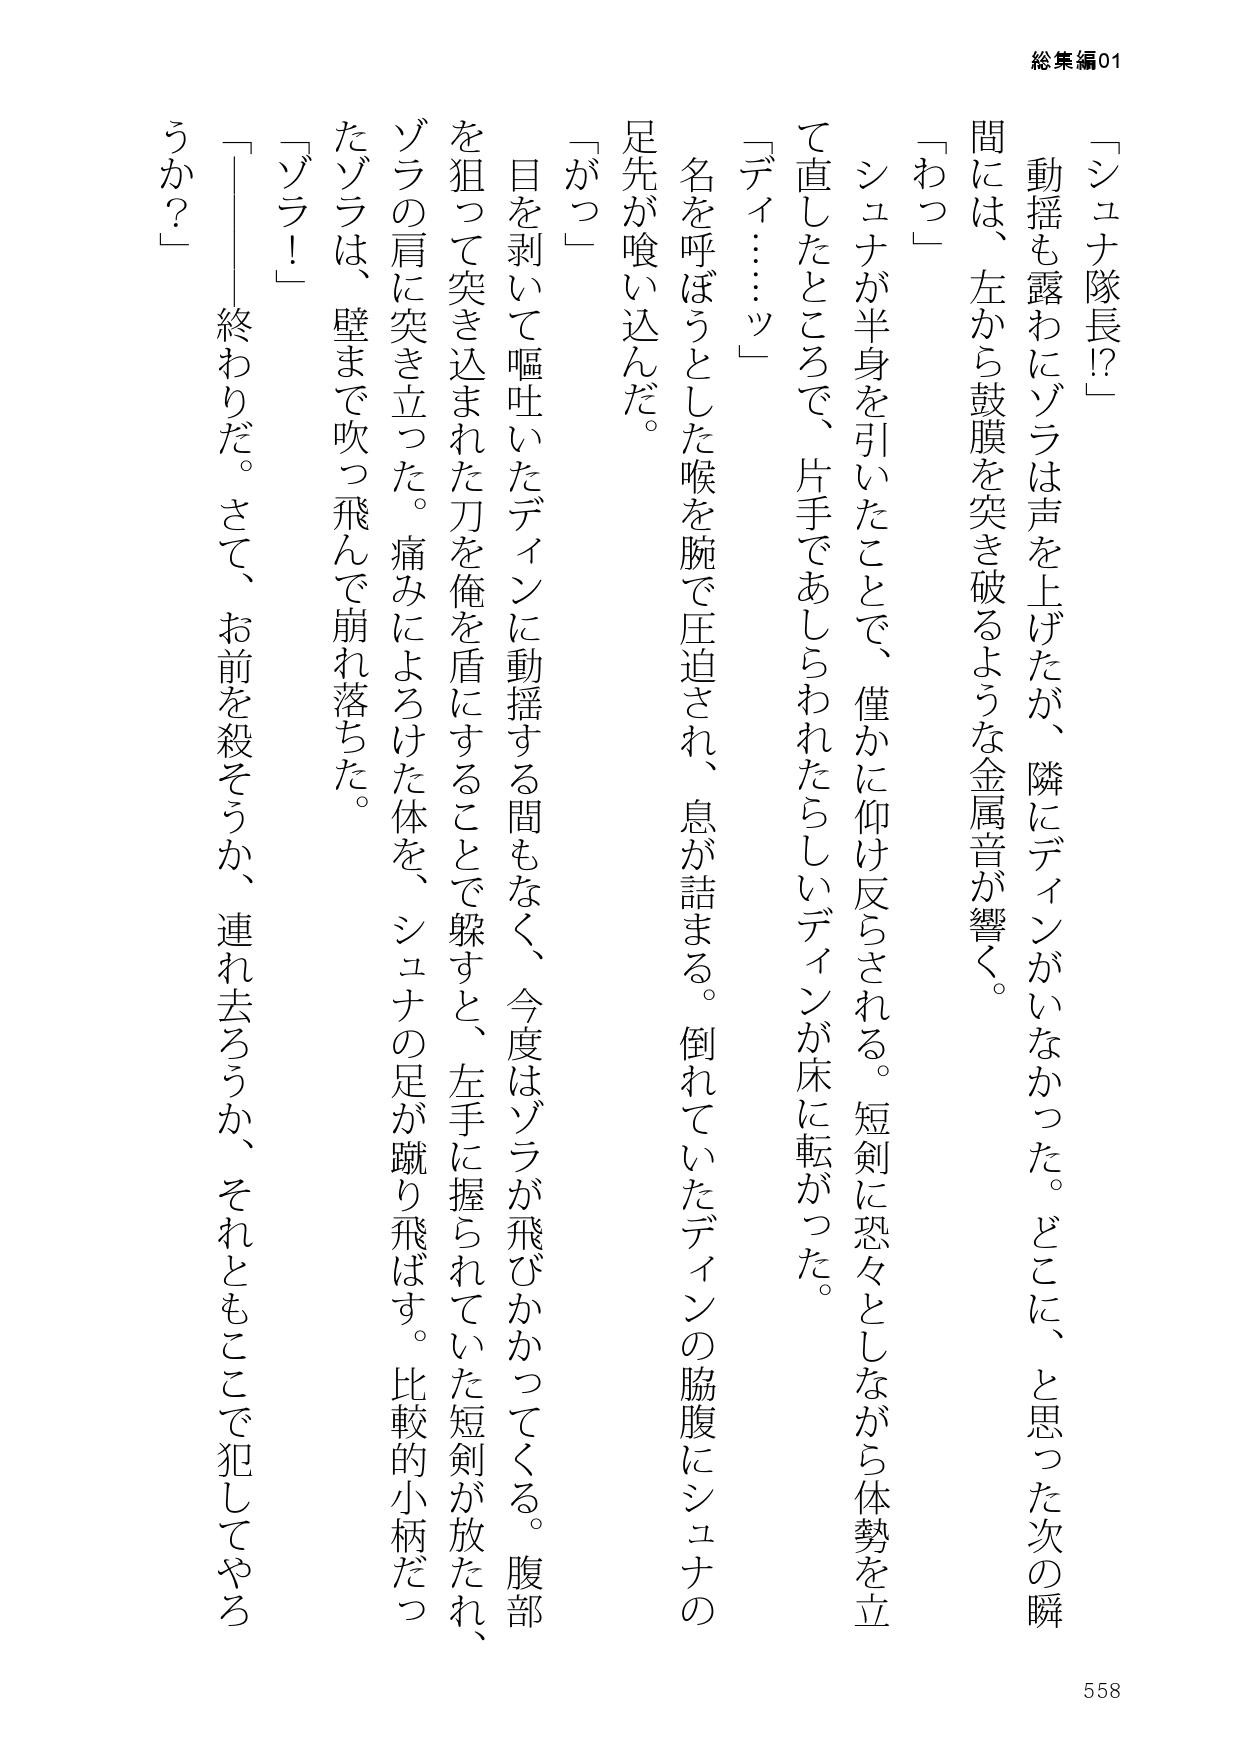 総集編01
「シュナ隊長!?」
　動揺も露わにゾラは声を上げたが、隣にディンがいなかった。どこに、と思った次の瞬
間には、左から鼓膜を突き破るような金属音が響く。
「わっ」
　シュナが半身を引いたことで、僅かに仰け反らされる。短剣に恐々としながら体勢を立
て直したところで、片手であしらわれたらしいディンが床に転がった。
「ディ……ッ」
　名を呼ぼうとした喉を腕で圧迫され、息が詰まる。倒れていたディンの脇腹にシュナの
足先が喰い込んだ。
「がっ」
　目を剥いて嘔吐いたディンに動揺する間もなく、今度はゾラが飛びかかってくる。腹部
を狙って突き込まれた刀を俺を盾にすることで躱すと、左手に握られていた短剣が放たれ、
ゾラの肩に突き立った。痛みによろけた体を、シュナの足が蹴り飛ばす。比較的小柄だっ
たゾラは、壁まで吹っ飛んで崩れ落ちた。
「ゾラ！」
「――――終わりだ。さて、お前を殺そうか、連れ去ろうか、それともここで犯してやろ
うか？」
558